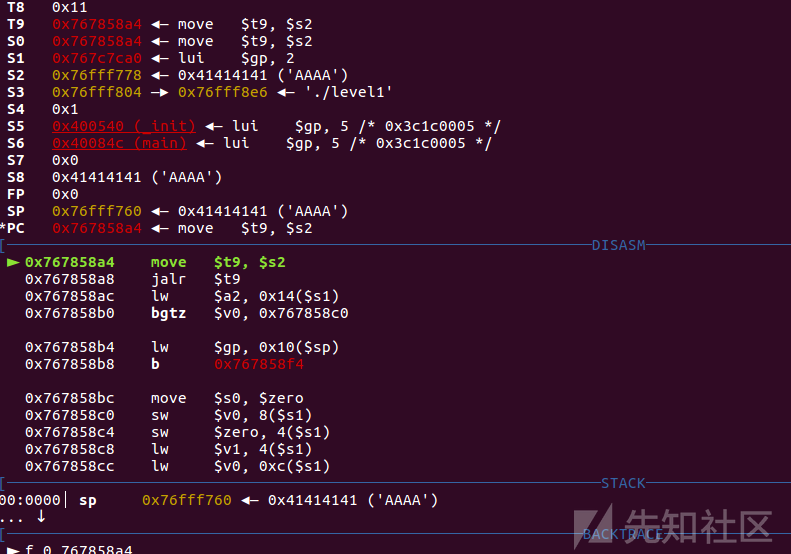 T8 0x11
T9 0x767858a4 ◂— move $t9, $s2
S0 0x767858a4 ◂— move $t9, $s2
S1 0x767c7ca0 ◂— lui $gp, 2
S2 0x76fff778 ◂— 0x41414141 ('AAAA')
S3 0x76fff804 —▸ 0x76fff8e6 ◂— './level1'
S4 0x1
S5 0x400540 (_init) ◂— lui $gp, 5 /* 0x3c1c0005 */
S6 0x40084c (main) ◂— lui $gp, 5 /* 0x3c1c0005 */
S7 0x0
S8 0x41414141 ('AAAA')
FP 0x0
SP 0x76fff760 ◂— 0x41414141 ('AAAA')
*PC 0x767858a4 ◂— move $t9, $s2
[ DISASM
► 0x767858a4 move $t9, $s2
0x767858a8 jalr $t9
0x767858ac lw $a2, 0x14($s1)
0x767858b0 bgtz $v0, 0x767858c0
0x767858b4 lw $gp, 0x10($sp)
0x767858b8 b 0x767858f4
0x767858bc move $s0, $zero
0x767858c0 sw $v0, 8($s1)
0x767858c4 sw $zero, 4($s1)
0x767858c8 lw $v1, 4($s1)
0x767858cc lw $v0, 0xc($s1)
[ STACK
00:0000│ sp 0x76fff760 ◂— 0x41414141 ('AAAA')
... ↓
[ BACKTRACE
► f 0 767858a4
先知社区